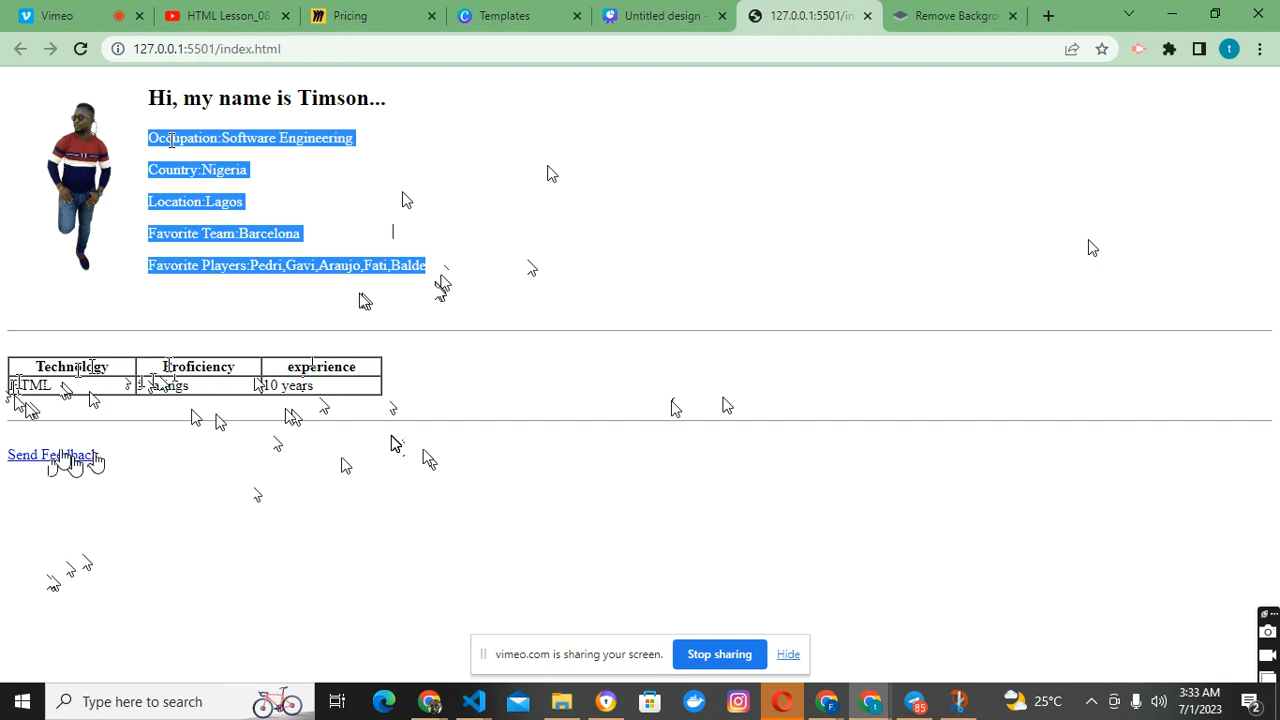 Vimeo
HTML Lesson_08
Pricing
Templates
Untitled design -
127.0.0.1:5501/in
Remove Backgro
127.0.0.1:5501/index.html
t
Hi, my name is Timson...
Occupation:Software Engineering
Country:Nigeria
Location:Lagos
Favorite Team:Barcelona
Favorite Players:Pedri,Gavi,Araujo,Fati,Balde
Technology Proficiency experience
HTML 10 years
Send Feedback
vimeo.com is sharing your screen. Stop sharing Hide
Type here to search
85
25°C
3:33 AM
7/1/2023
2